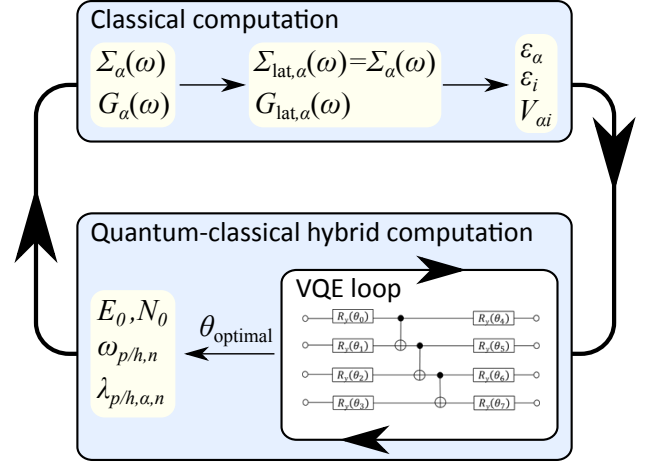 Classical computation
Σα(ω)
Gα(ω)
Σlat,α(ω)=Σα(ω)
Glat,α(ω)
εα
εi
Vαi
Quantum-classical hybrid computation
E0,N0
ωp/h,n
λp/h,α,n
θoptimal
VQE loop
Ry(θ0)
Ry(θ4)
Ry(θ1)
Ry(θ5)
Ry(θ2)
Ry(θ6)
Ry(θ3)
Ry(θ7)